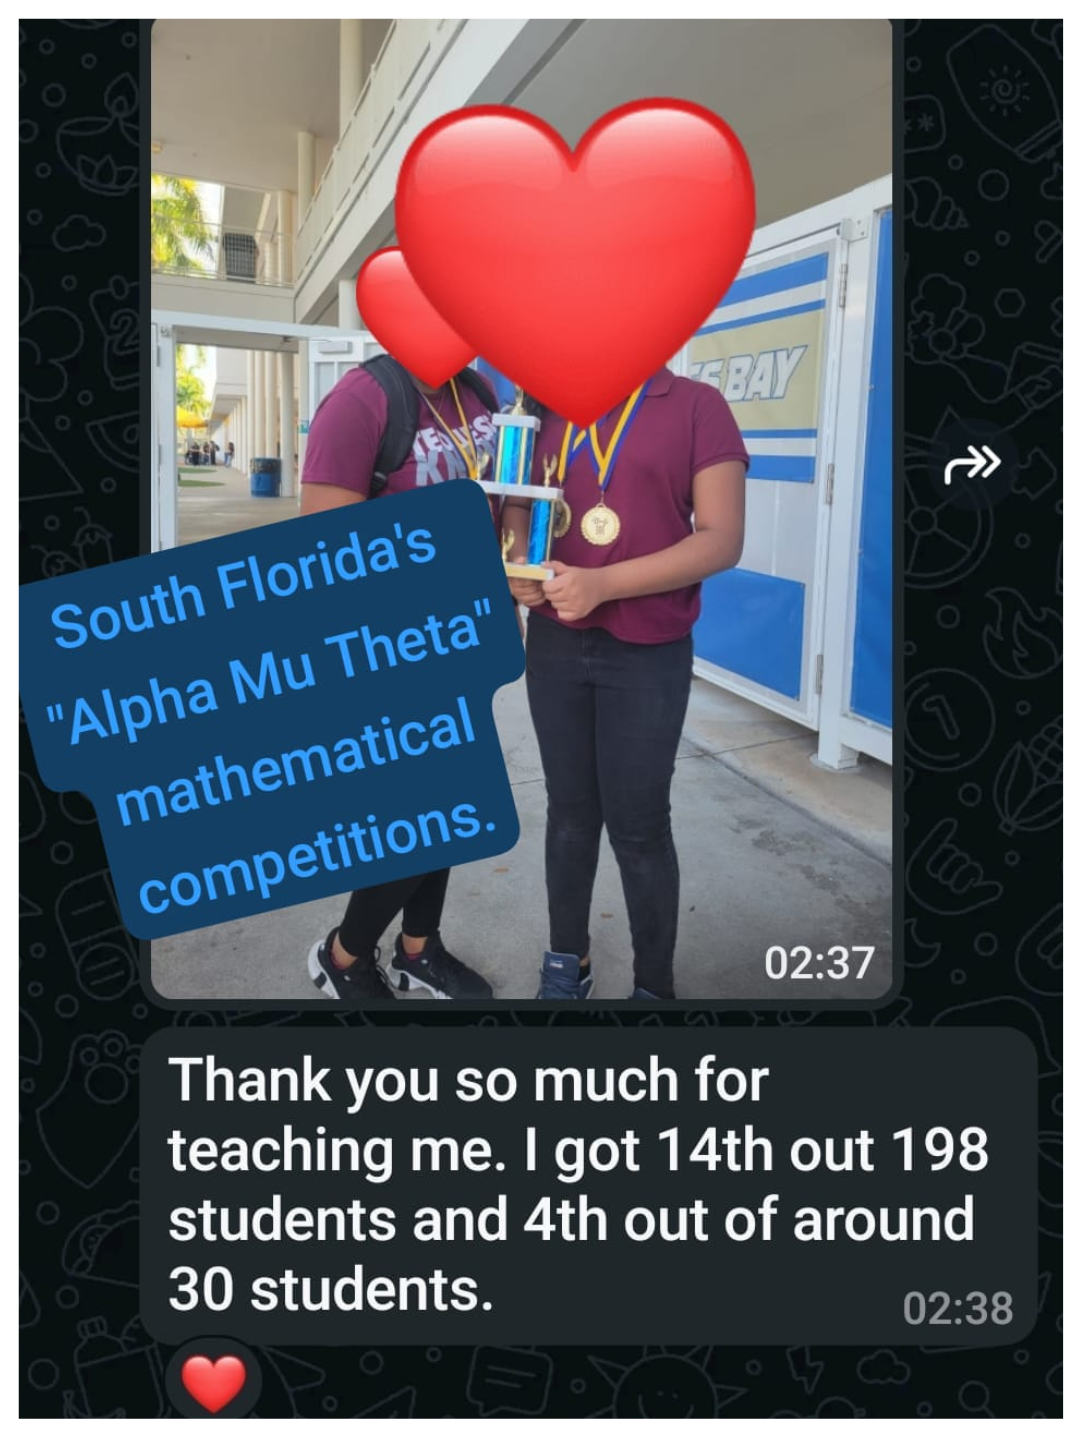 BAY
South Florida's
"Alpha Mu Theta"
mathematical
competitions.
02:37
Thank you so much for
teaching me. I got 14th out 198
students and 4th out of around
30 students.
02:38